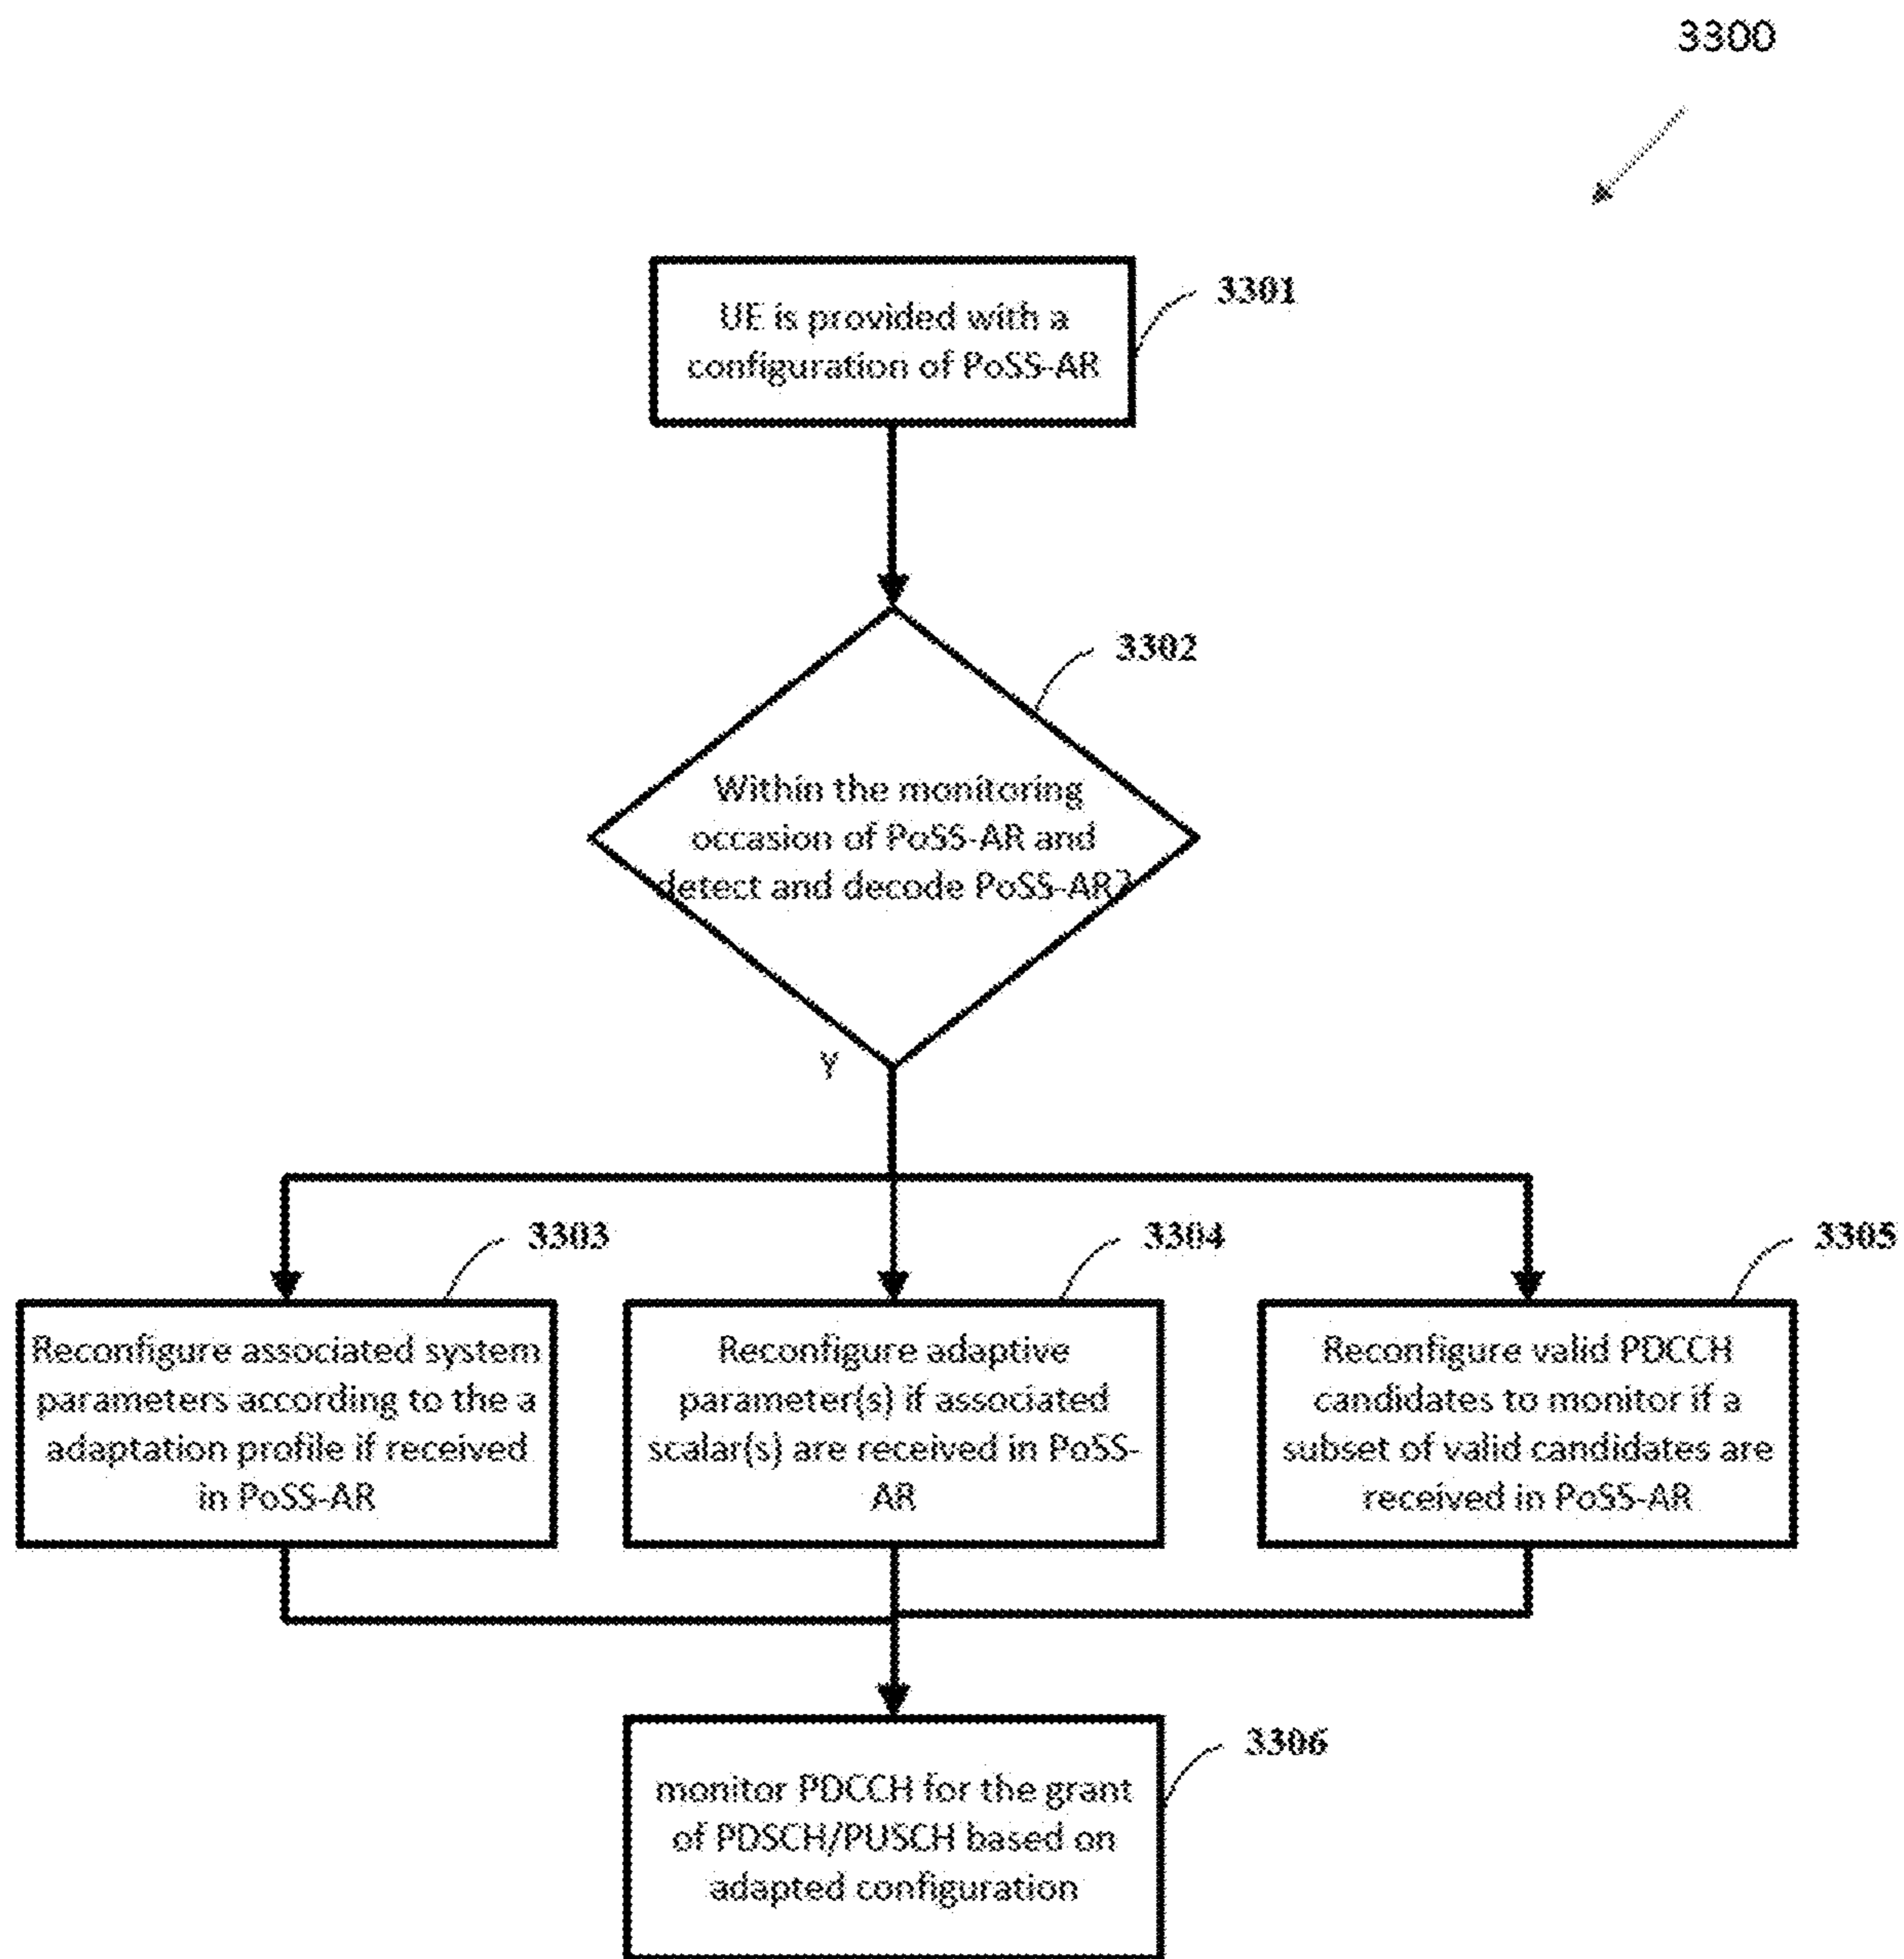 3300
UE is provided with a
configuration of PoSS-AR
3301
3302
Within the monitoring
occasion of PoSS-AR and
detect and decode PoSS-AR?
Y
3303
3304
3305
Reconfigure associated system
parameters according to the a
adaptation profile if received
in PoSS-AR
Reconfigure adaptive
parameter(s) if associated
scalar(s) are received in PoSS-
AR
Reconfigure valid PDCCH
candidates to monitor if a
subset of valid candidates are
received in PoSS-AR
3306
monitor PDCCH for the grant
of PDSCH/PUSCH based on
adapted configuration